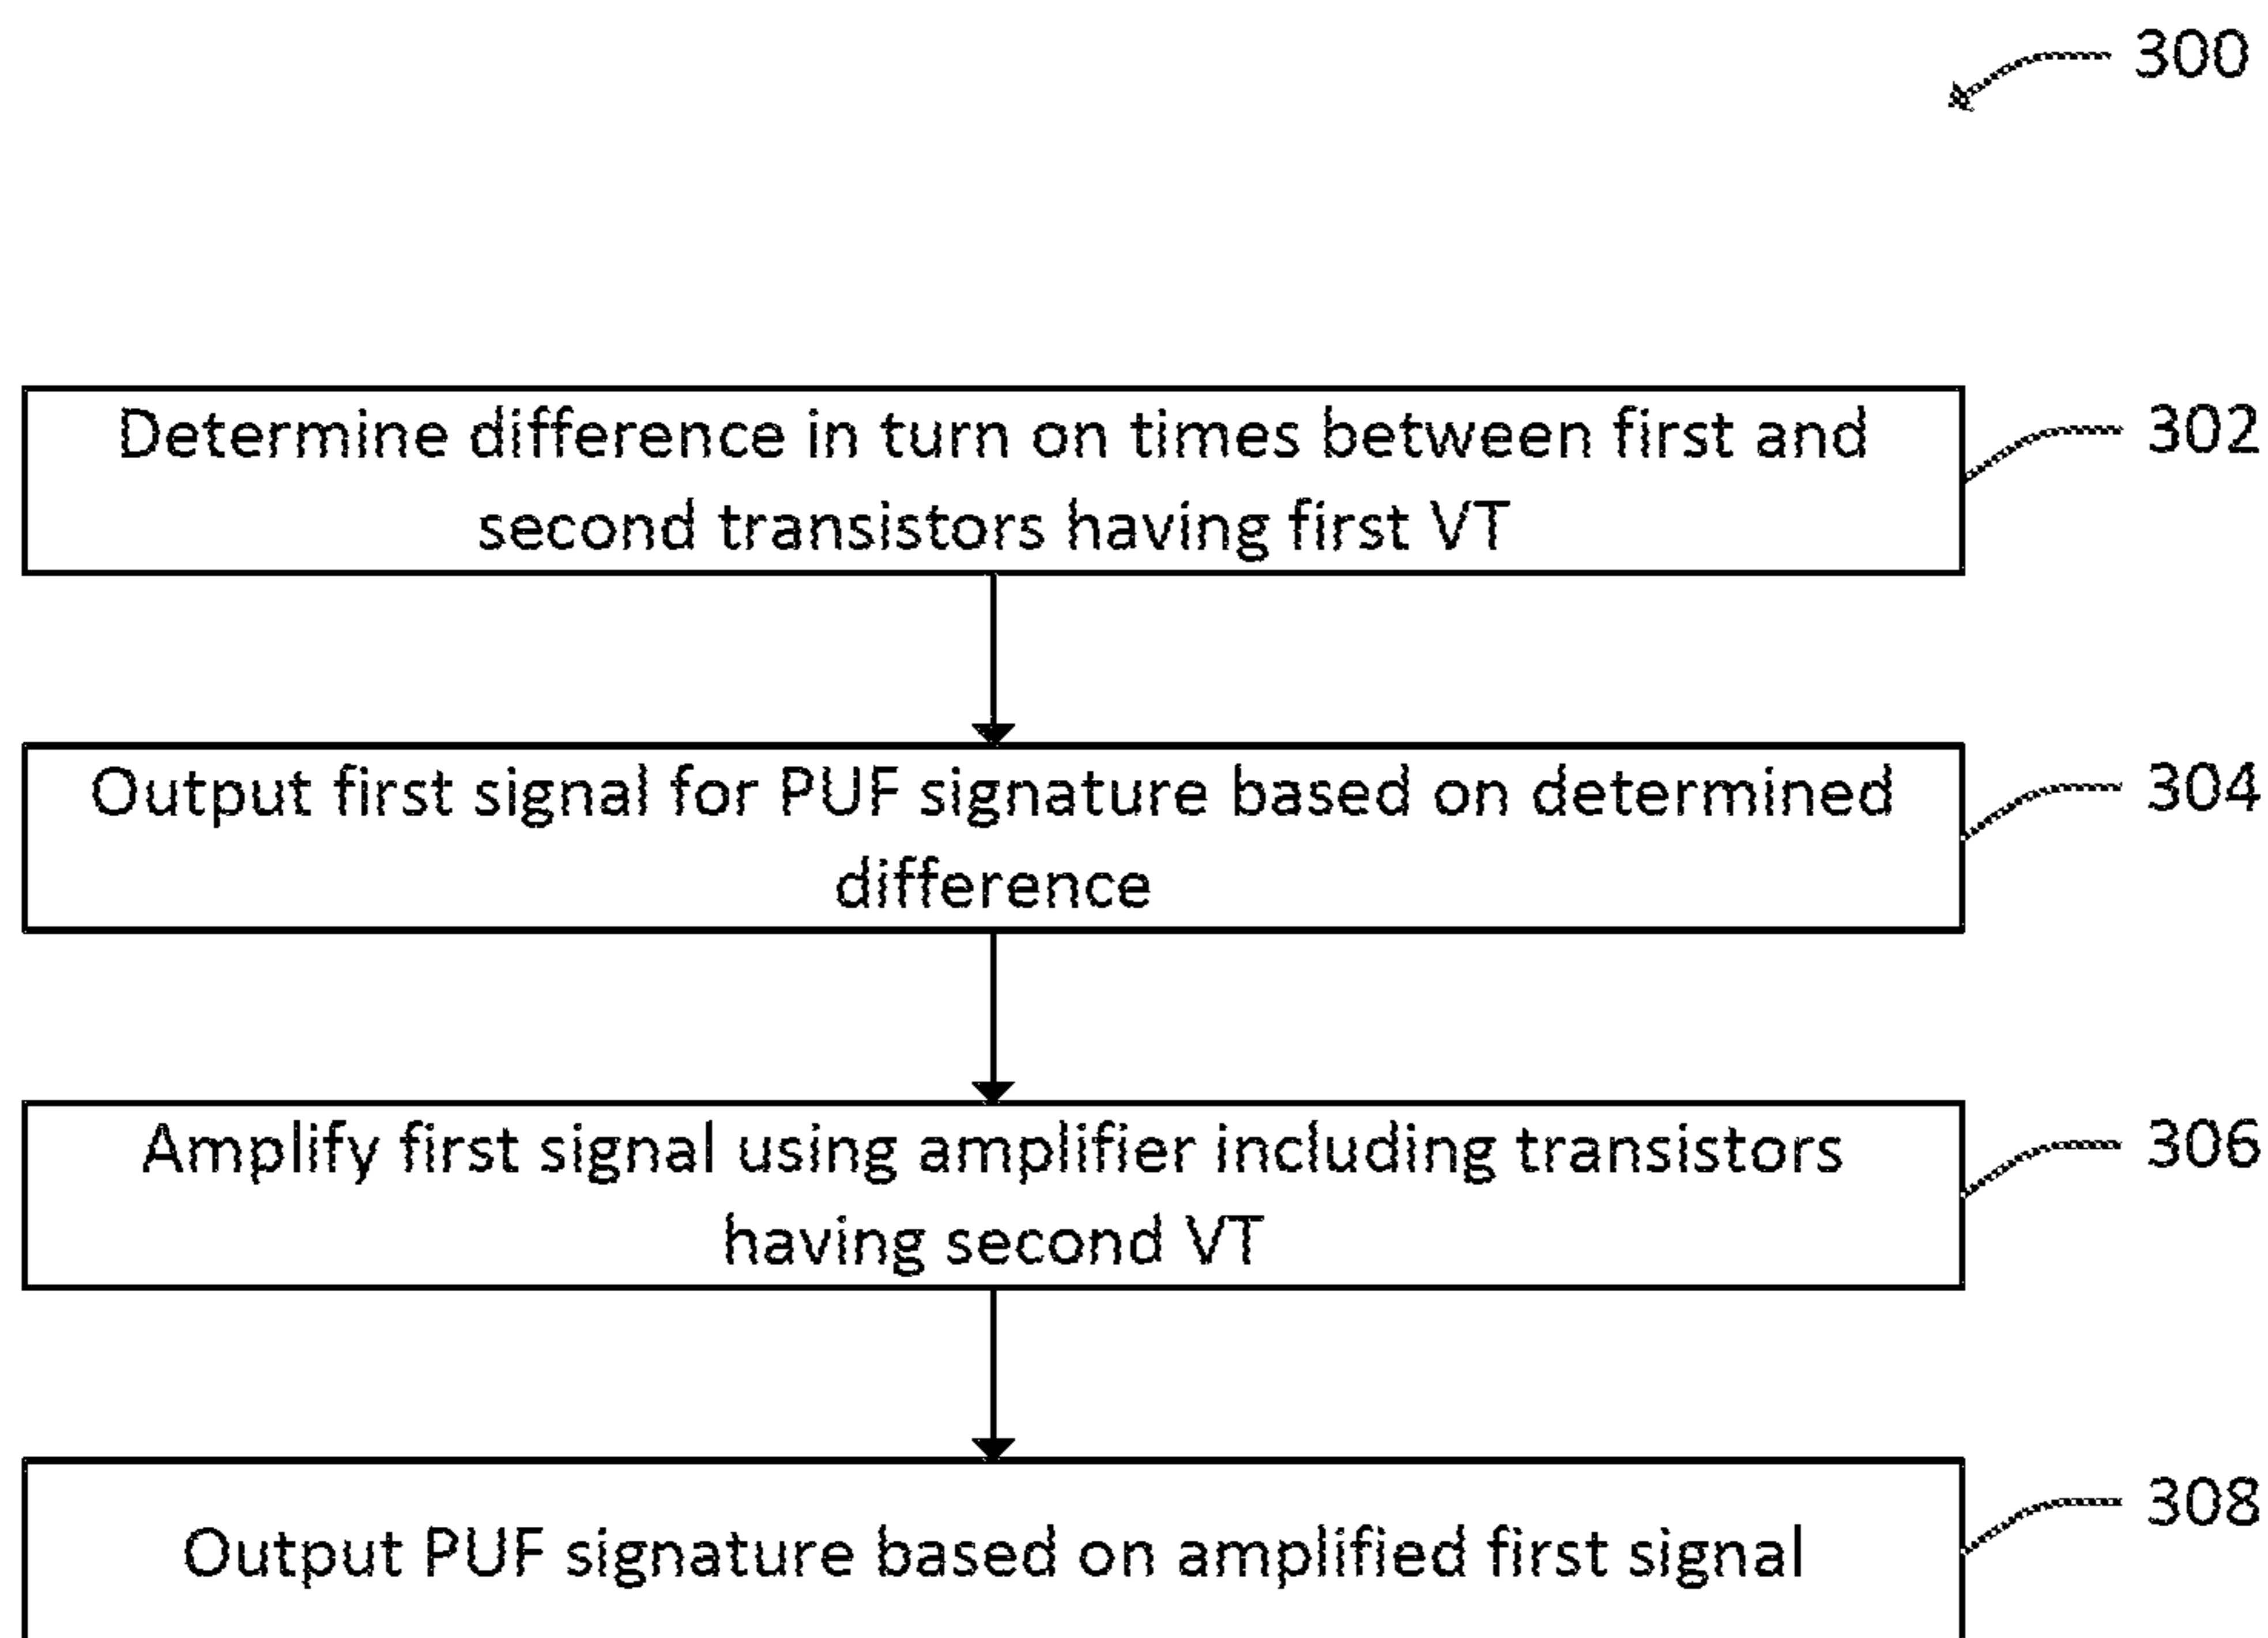 300
Determine difference in turn on times between first and
second transistors having first VT
302
Output first signal for PUF signature based on determined
difference
304
Amplify first signal using amplifier including transistors
having second VT
306
Output PUF signature based on amplified first signal
308